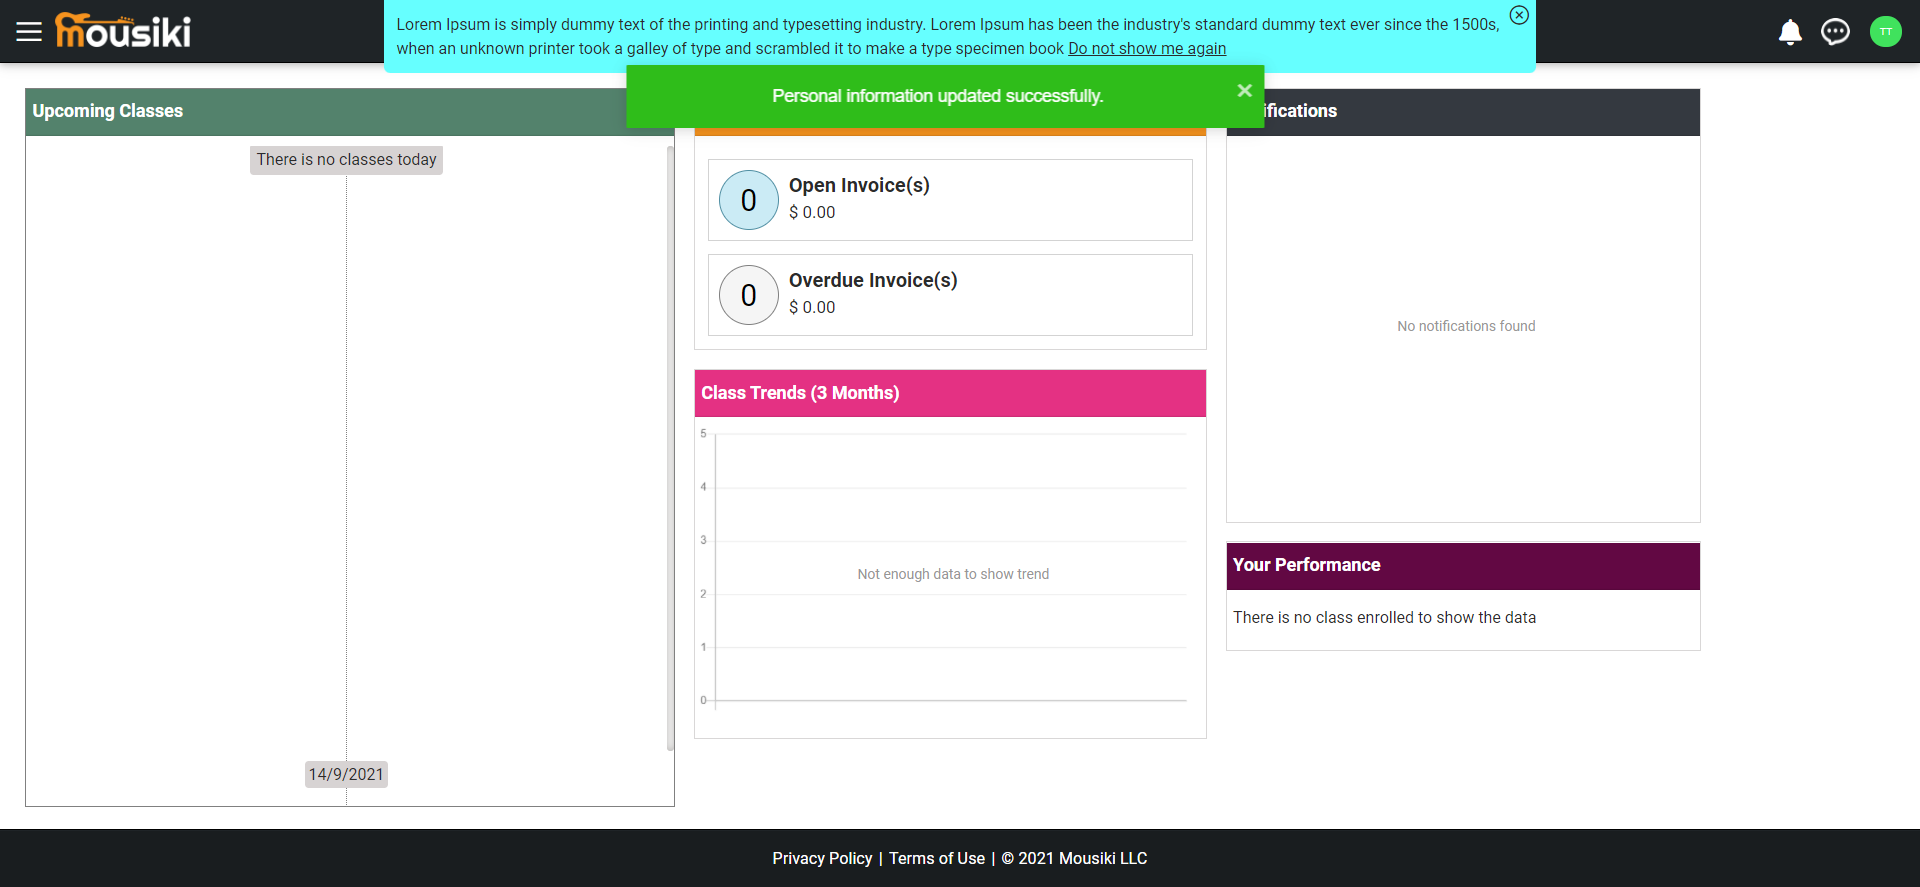 mousiki
Lorem Ipsum is simply dummy text of the printing and typesetting industry. Lorem Ipsum has been the industry's standard dummy text ever since the 1500s,
when an unknown printer took a galley of type and scrambled it to make a type specimen book Do not show me again
TT
Personal information updated successfully.
Upcoming Classes
There is no classes today
14/9/2021
0
Open Invoice(s)
$ 0.00
0
Overdue Invoice(s)
$ 0.00
Class Trends (3 Months)
5
4
3
Not enough data to show trend
2
1
0
ifications
No notifications found
Your Performance
There is no class enrolled to show the data
Privacy Policy | Terms of Use | © 2021 Mousiki LLC